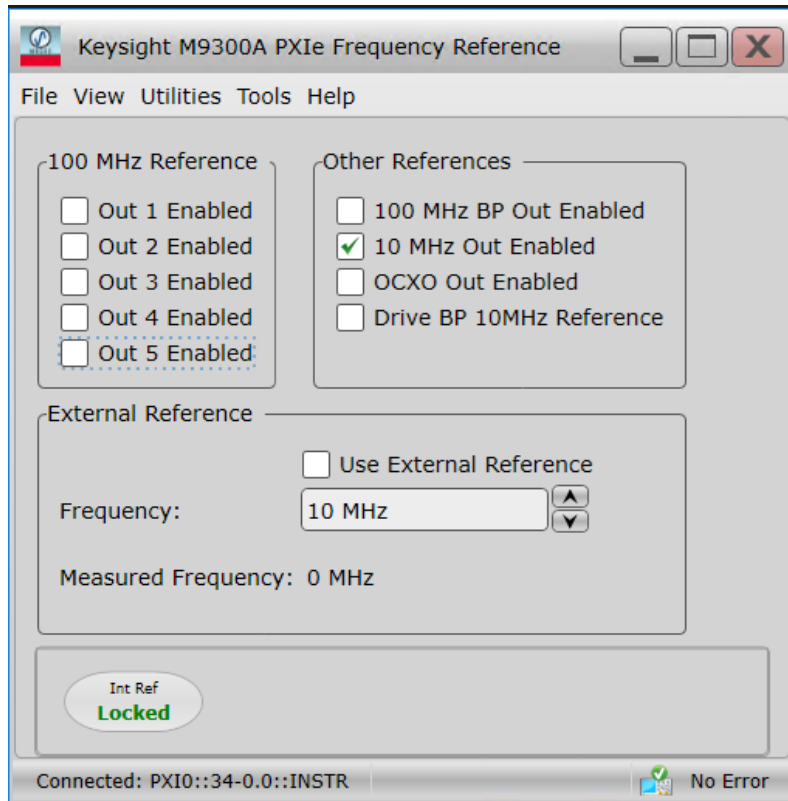 Keysight M9300A PXIe Frequency Reference
File View Utilities Tools Help
100 MHz Reference
Out 1 Enabled
Out 2 Enabled
Out 3 Enabled
Out 4 Enabled
Out 5 Enabled
Other References
100 MHz BP Out Enabled
10 MHz Out Enabled
OCXO Out Enabled
Drive BP 10MHz Reference
External Reference
Use External Reference
Frequency: 10 MHz
Measured Frequency: 0 MHz
Int Ref
Locked
Connected: PXI0::34-0.0::INSTR No Error